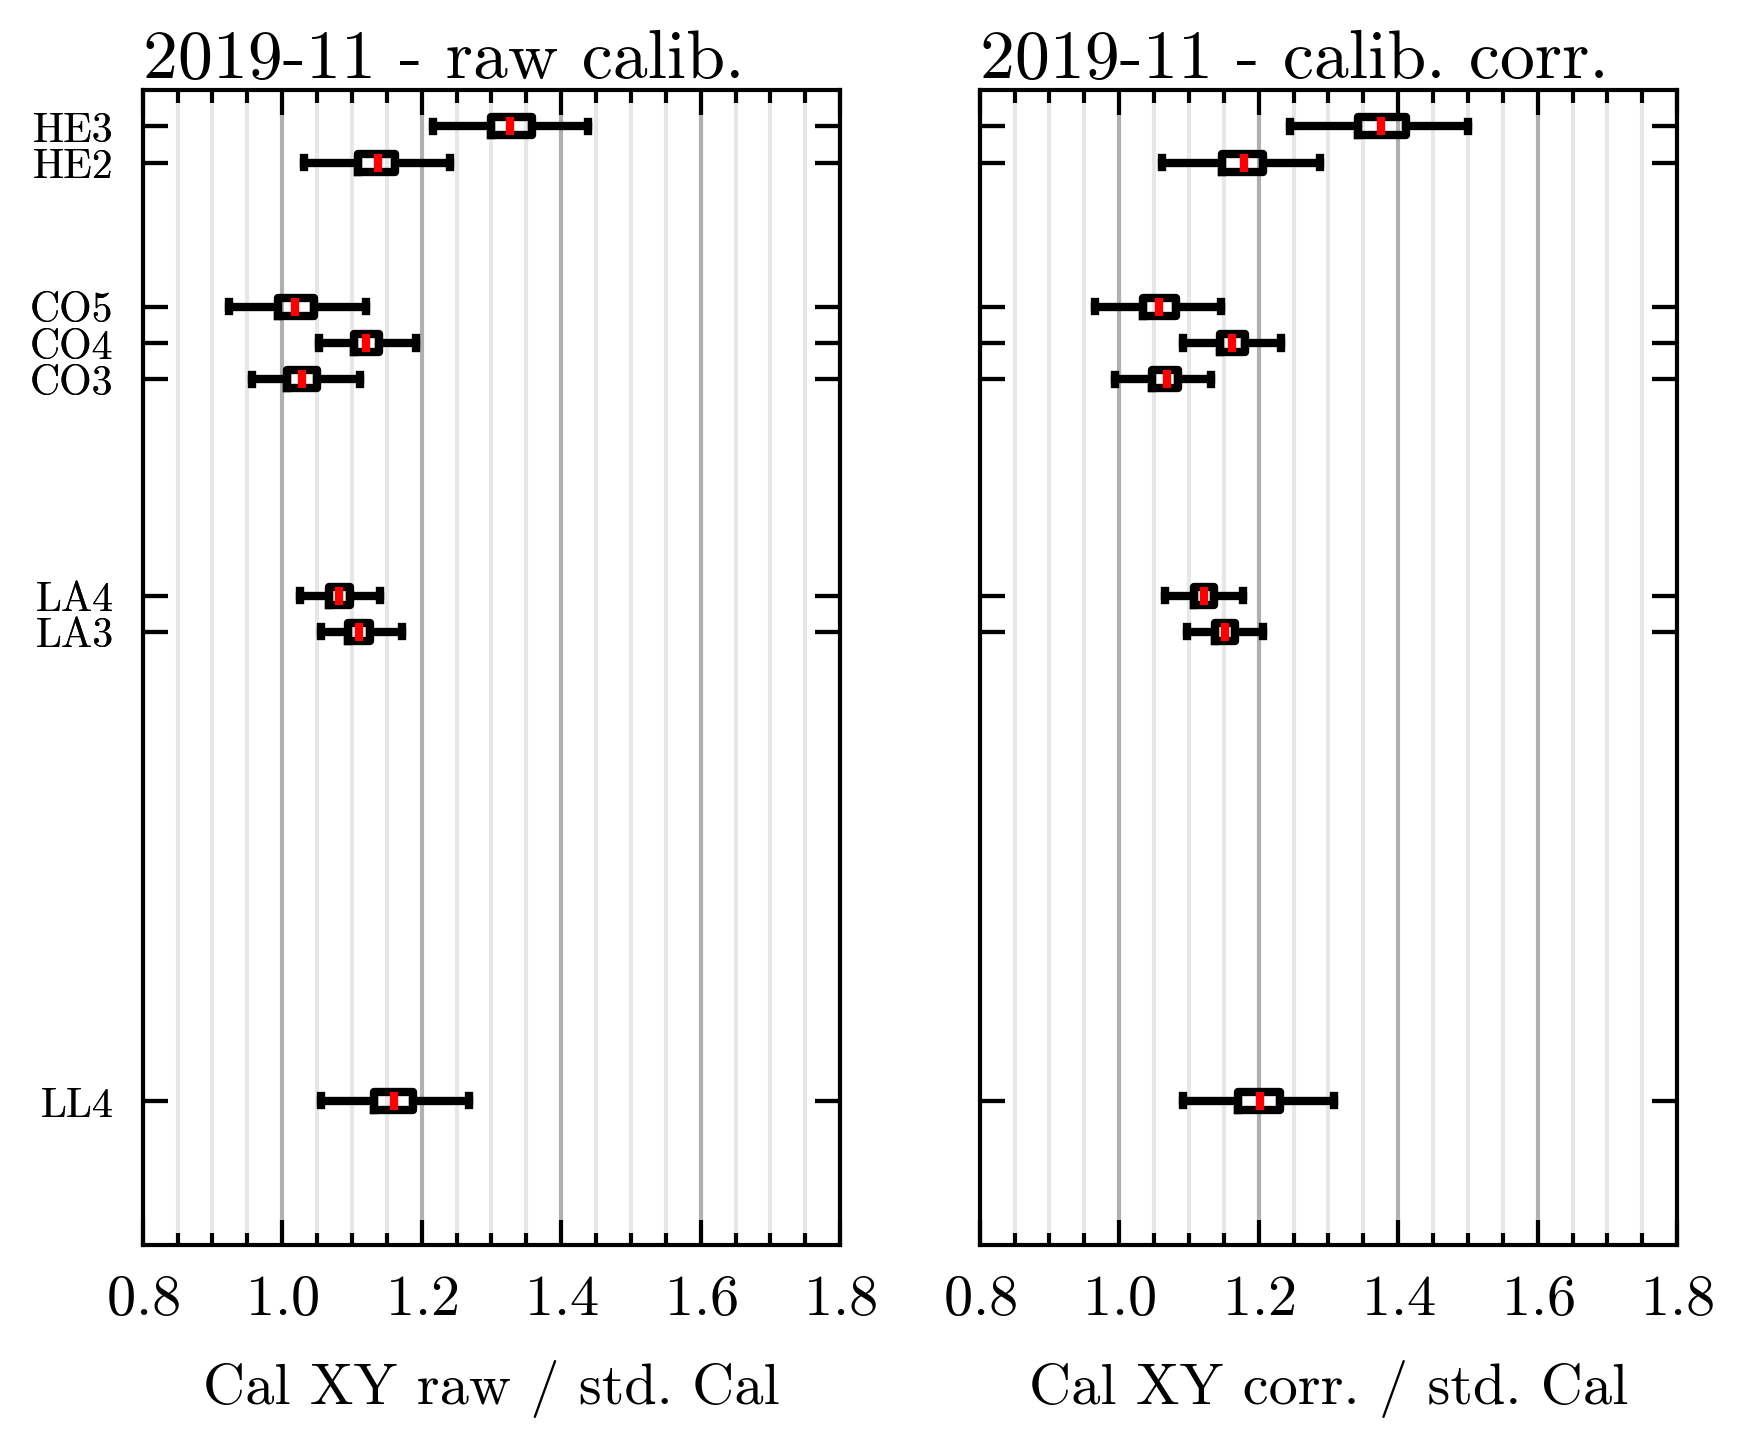 2019-11 - raw calib.
2019-11 - calib. corr.
HE3
HE2
CO5
CO4
CO3
LA4
LA3
LL4
0.8 1.0 1.2 1.4 1.6 1.8
0.8 1.0 1.2 1.4 1.6 1.8
Cal XY raw / std. Cal
Cal XY corr. / std. Cal